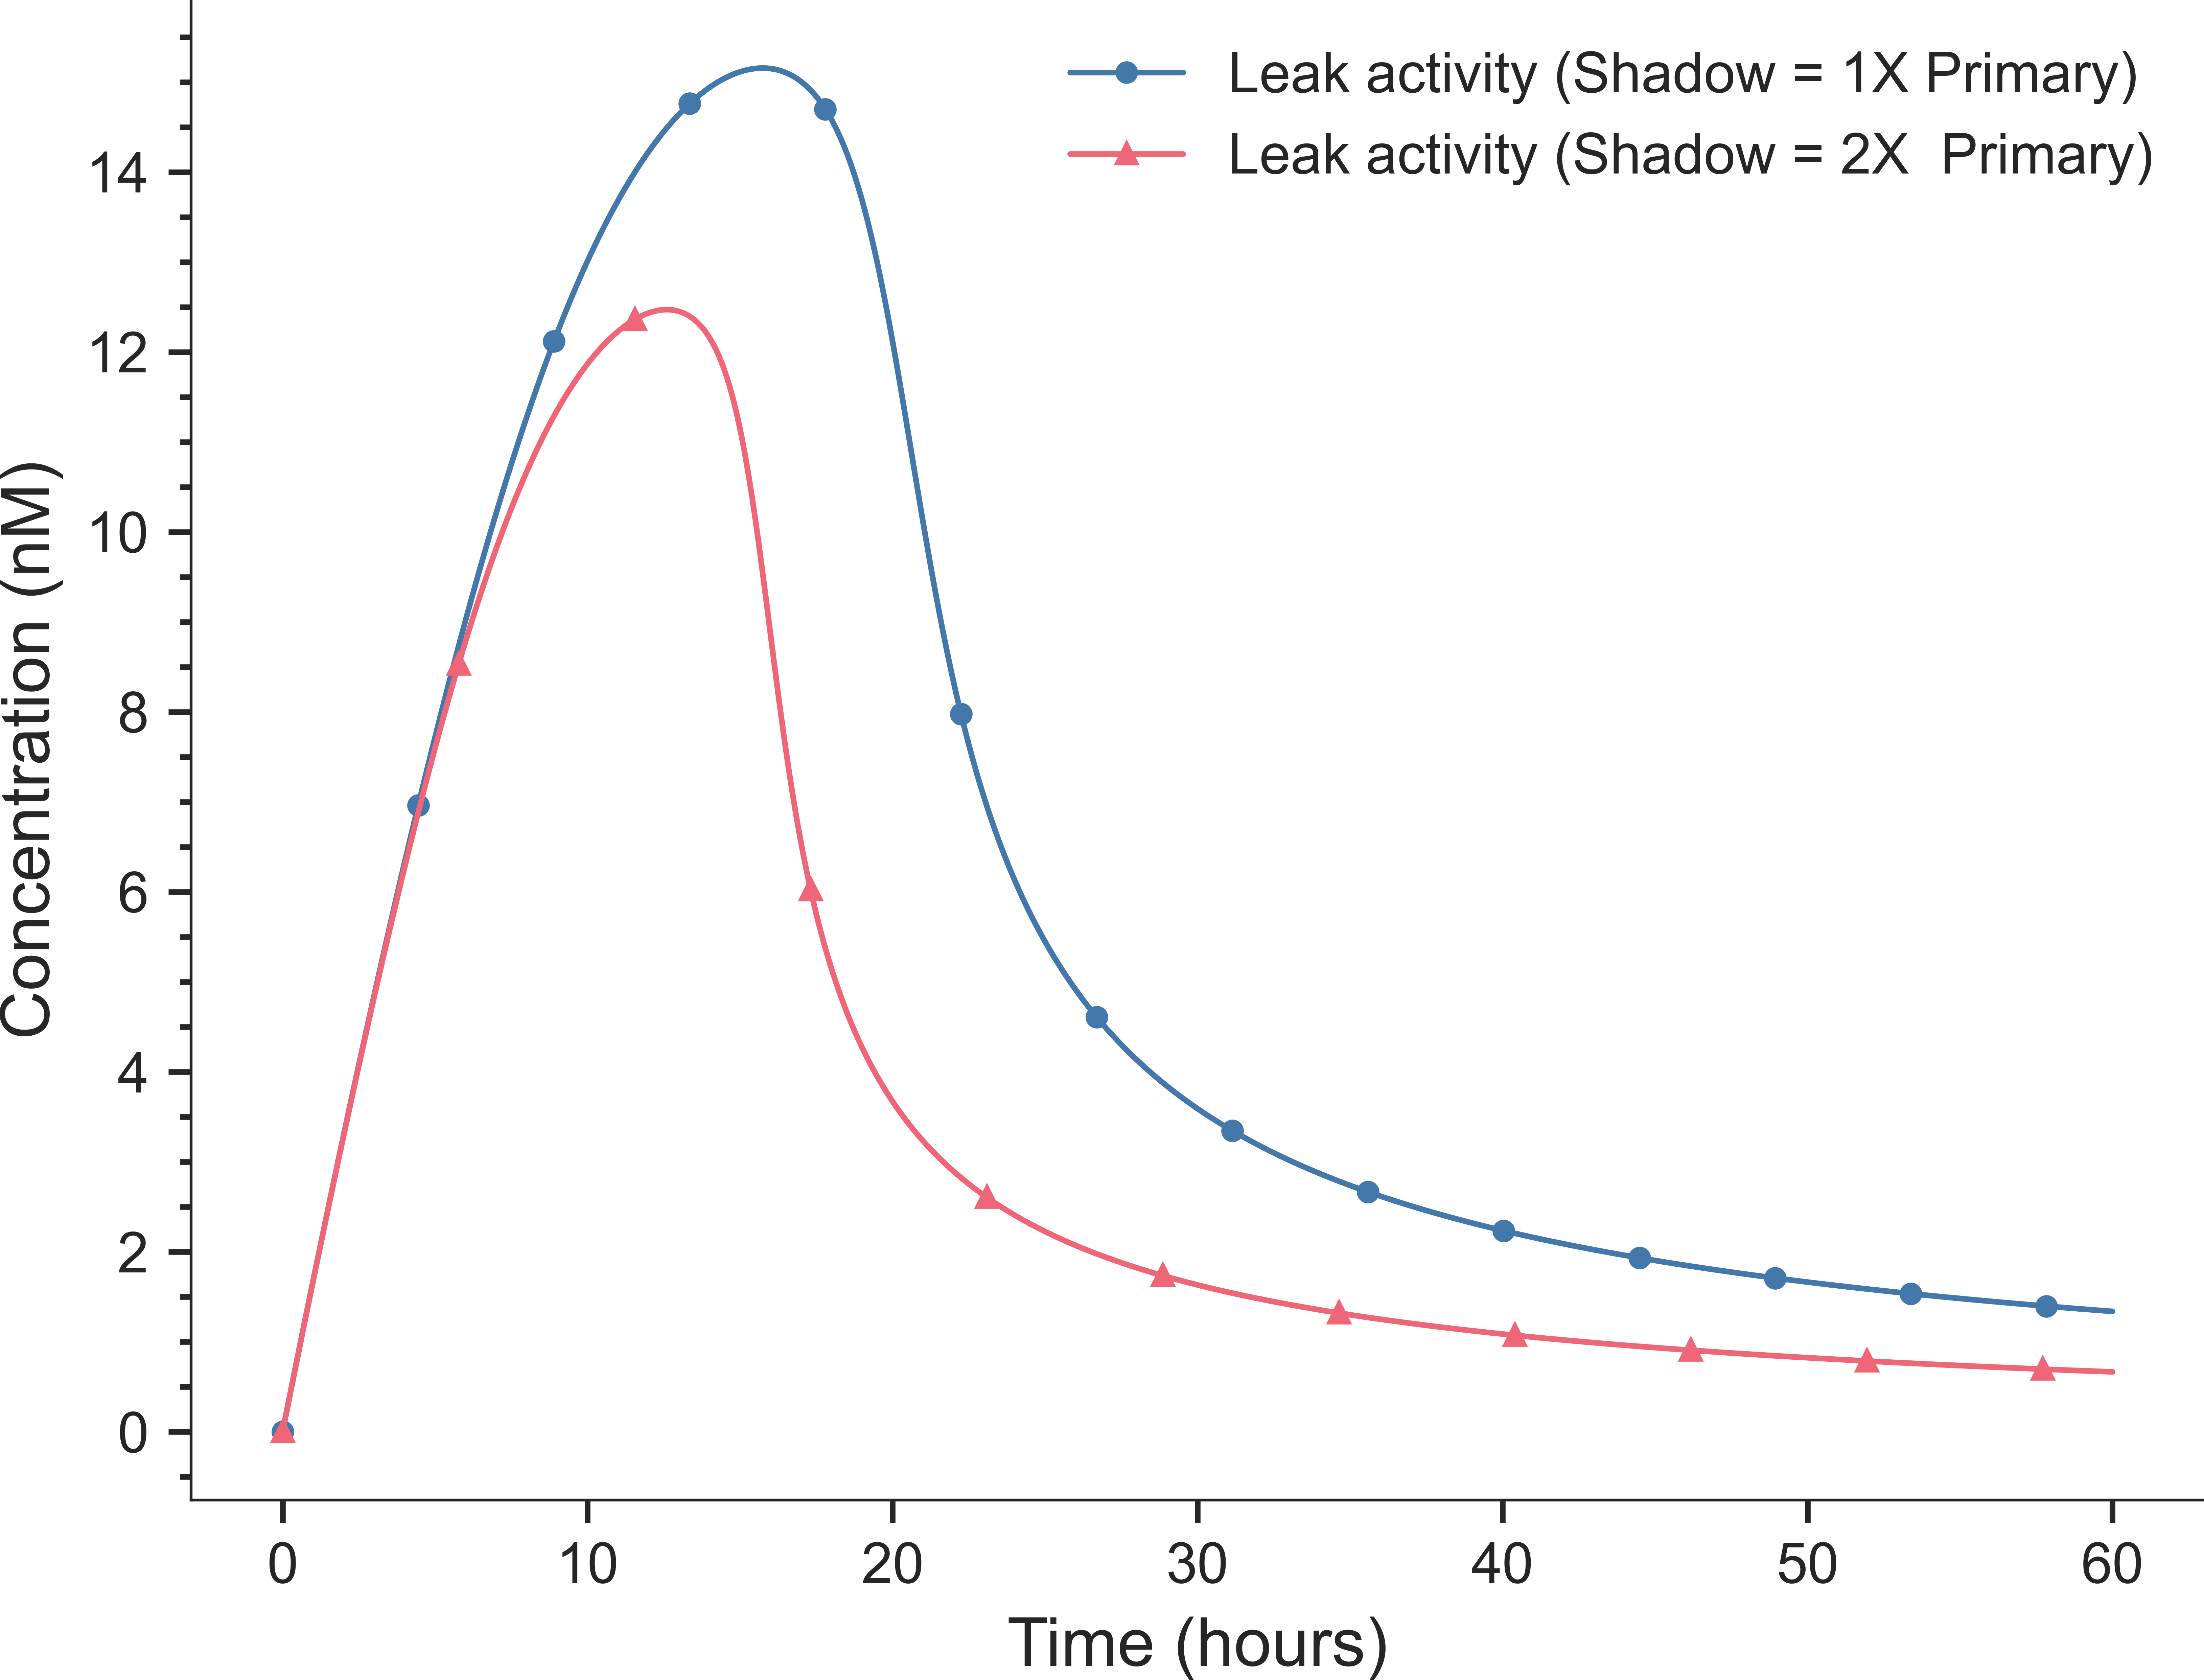 Leak activity (Shadow = 1X Primary)
Leak activity (Shadow = 2X  Primary)
Concentration (nM)
14
12
10
8
6
4
2
0
0 10 20 30 40 50 60
Time (hours)